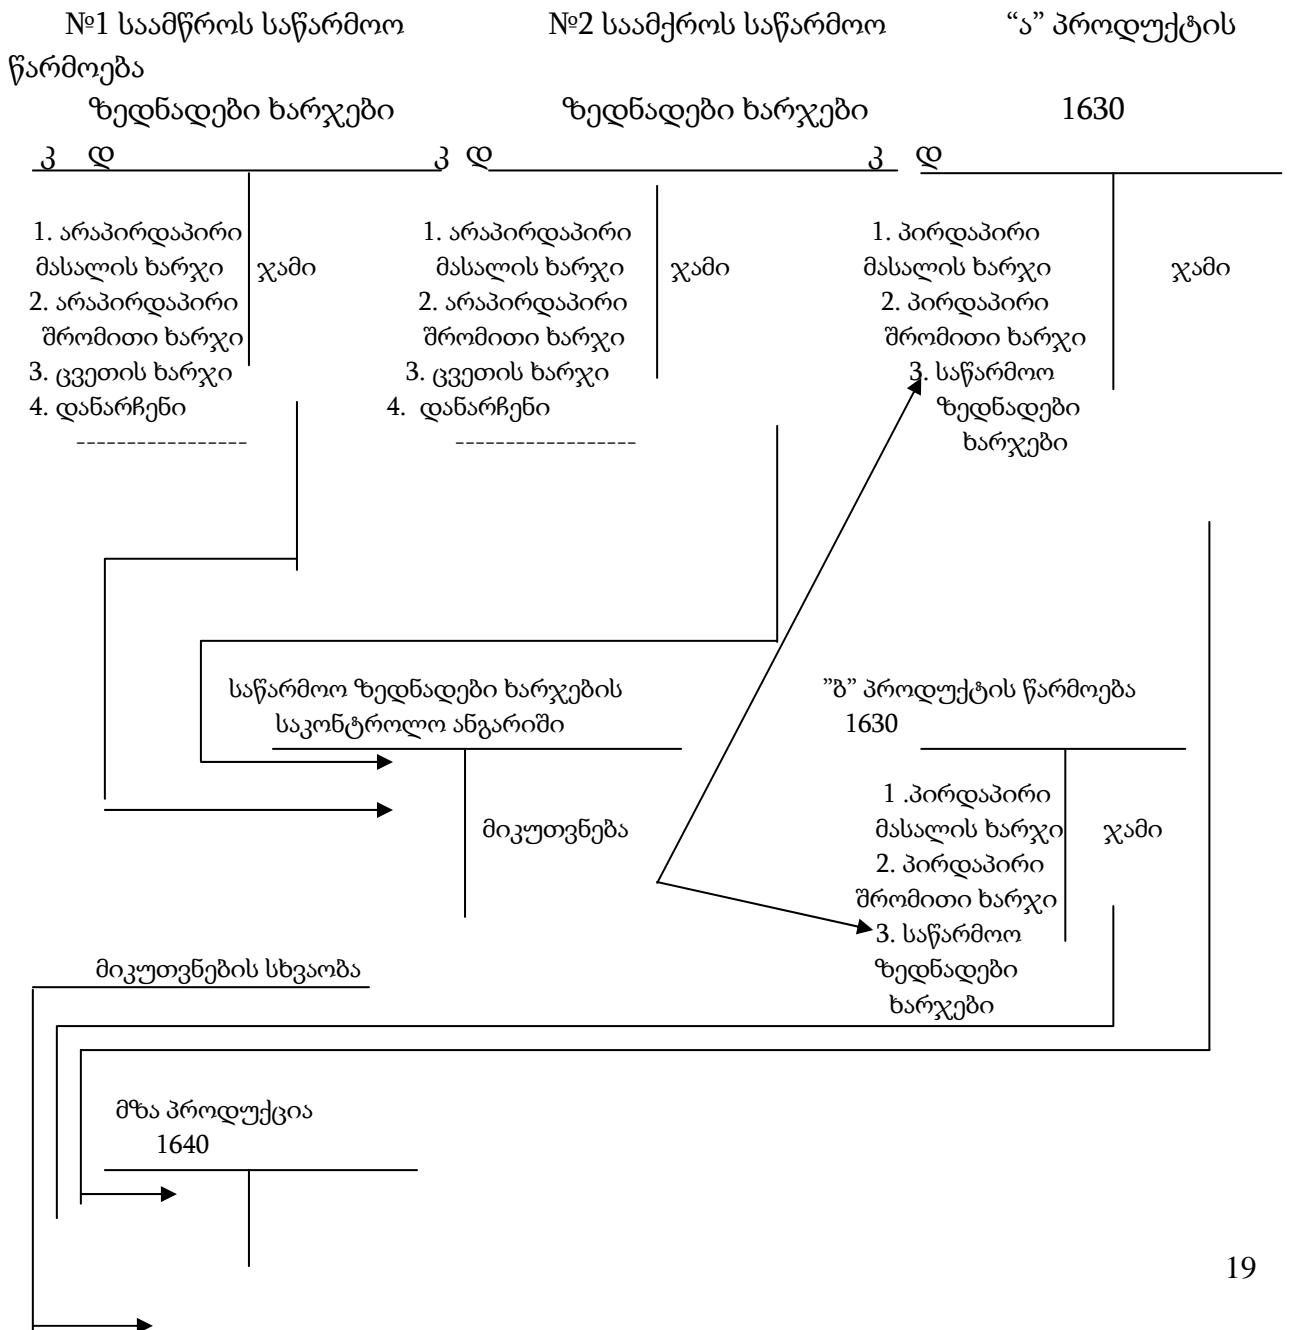 №1 საამწროს საწარმოო №2 საამქროს საწარმოო “ა” პროდუქტის
წარმოება
ზედნადები ხარჯები ზედნადები ხარჯები 1630
კ დ კ დ კ დ
1. არაპირდაპირი 1. არაპირდაპირი 1. პირდაპირი
მასალის ხარჯი ჯამი მასალის ხარჯი ჯამი მასალის ხარჯი ჯამი
2. არაპირდაპირი 2. არაპირდაპირი 2. პირდაპირი
შრომითი ხარჯი შრომითი ხარჯი შრომითი ხარჯი
3. ცვეთის ხარჯი 3. ცვეთის ხარჯი 3. საწარმოო
4. დანარჩენი 4. დანარჩენი ზედნადები
----------------- ------------------ ხარჯები
საწარმოო ზედნადები ხარჯების ”ბ” პროდუქტის წარმოება
საკონტროლო ანგარიში 1630
1 .პირდაპირი
მიკუთვნება მასალის ხარჯი ჯამი
2. პირდაპირი
შრომითი ხარჯი
3. საწარმოო
მიკუთვნების სხვაობა ზედნადები
ხარჯები
მზა პროდუქცია
1640
19